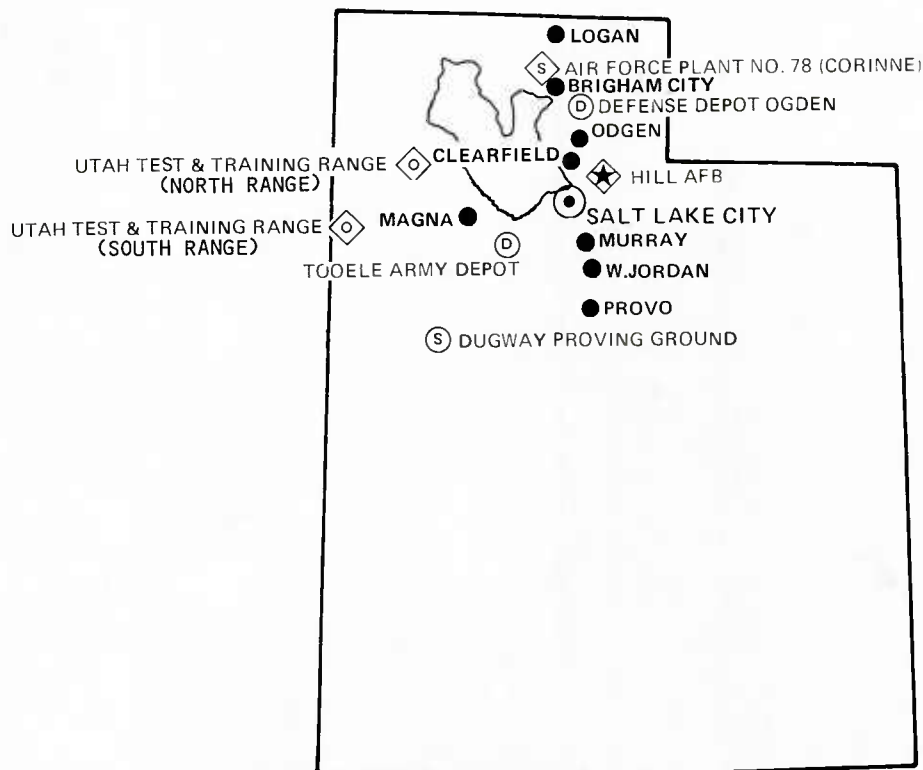 LOGAN
S AIR FORCE PLANT NO. 78 (CORINNE)
BRIGHAM CITY
D DEFENSE DEPOT OGDEN
ODGEN
CLEARFIELD
UTAH TEST & TRAINING RANGE O
(NORTH RANGE)
HILL AFB
SALT LAKE CITY
MAGNA
UTAH TEST & TRAINING RANGE O
(SOUTH RANGE)
MURRAY
D
TOOELE ARMY DEPOT
W.JORDAN
PROVO
S DUGWAY PROVING GROUND